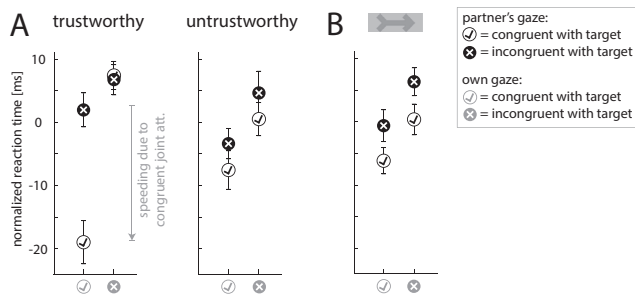 A
trustworthy
untrustworthy
B
normalized reaction time [ms]
10
0
-10
-20
speeding due to
congruent joint att.
partner's gaze:
= congruent with target
= incongruent with target
own gaze:
= congruent with target
= incongruent with target